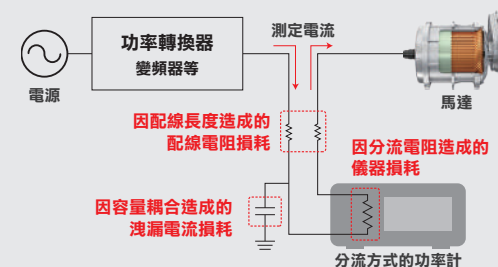 功率轉換器
變頻器等
電源
測定電流
馬達
因配線長度造成的
配線電阻損耗
因分流電阻造成的
儀器損耗
因容量耦合造成的
洩漏電流損耗
分流方式的功率計